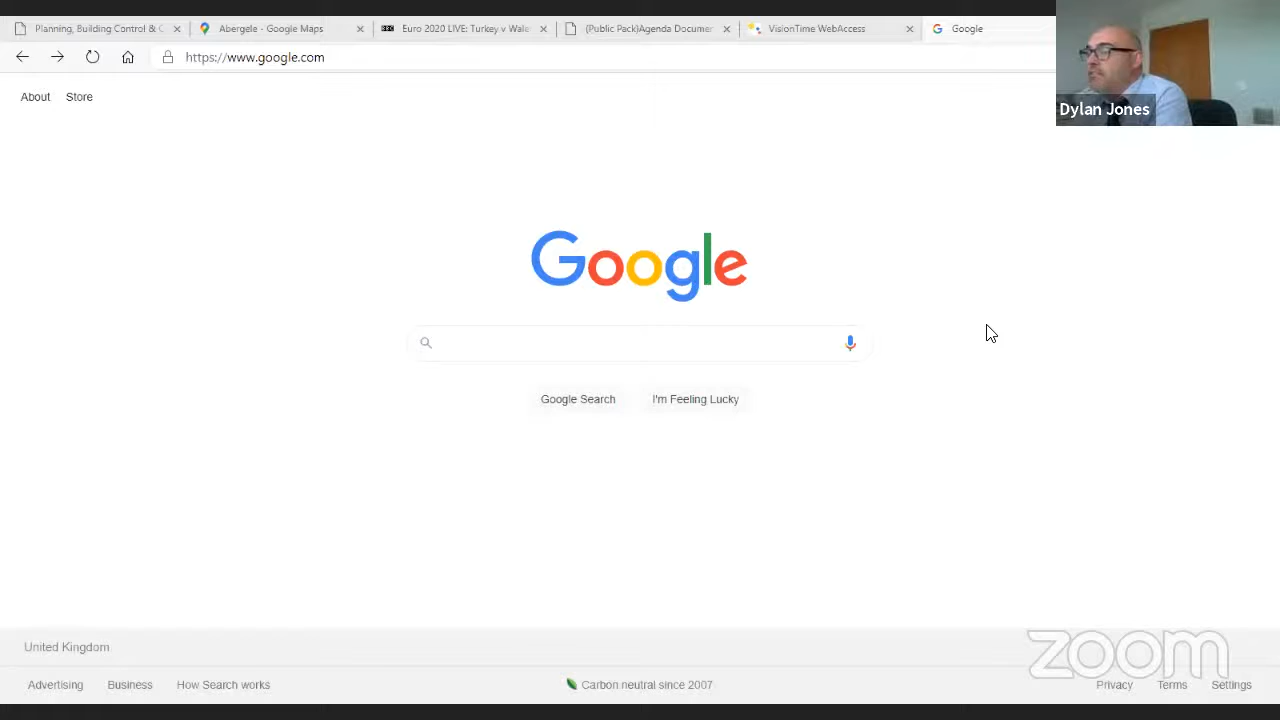 Planning, Building Control & C
Abergele - Google Maps
Euro 2020 LIVE: Turkey v Wale
(Public Pack)Agenda Documer
VisionTime WebAccess
Google
https://www.google.com
About Store
Dylan Jones
Google
Google Search I'm Feeling Lucky
United Kingdom
zoom
Advertising Business How Search works Carbon neutral since 2007 Privacy Terms Settings